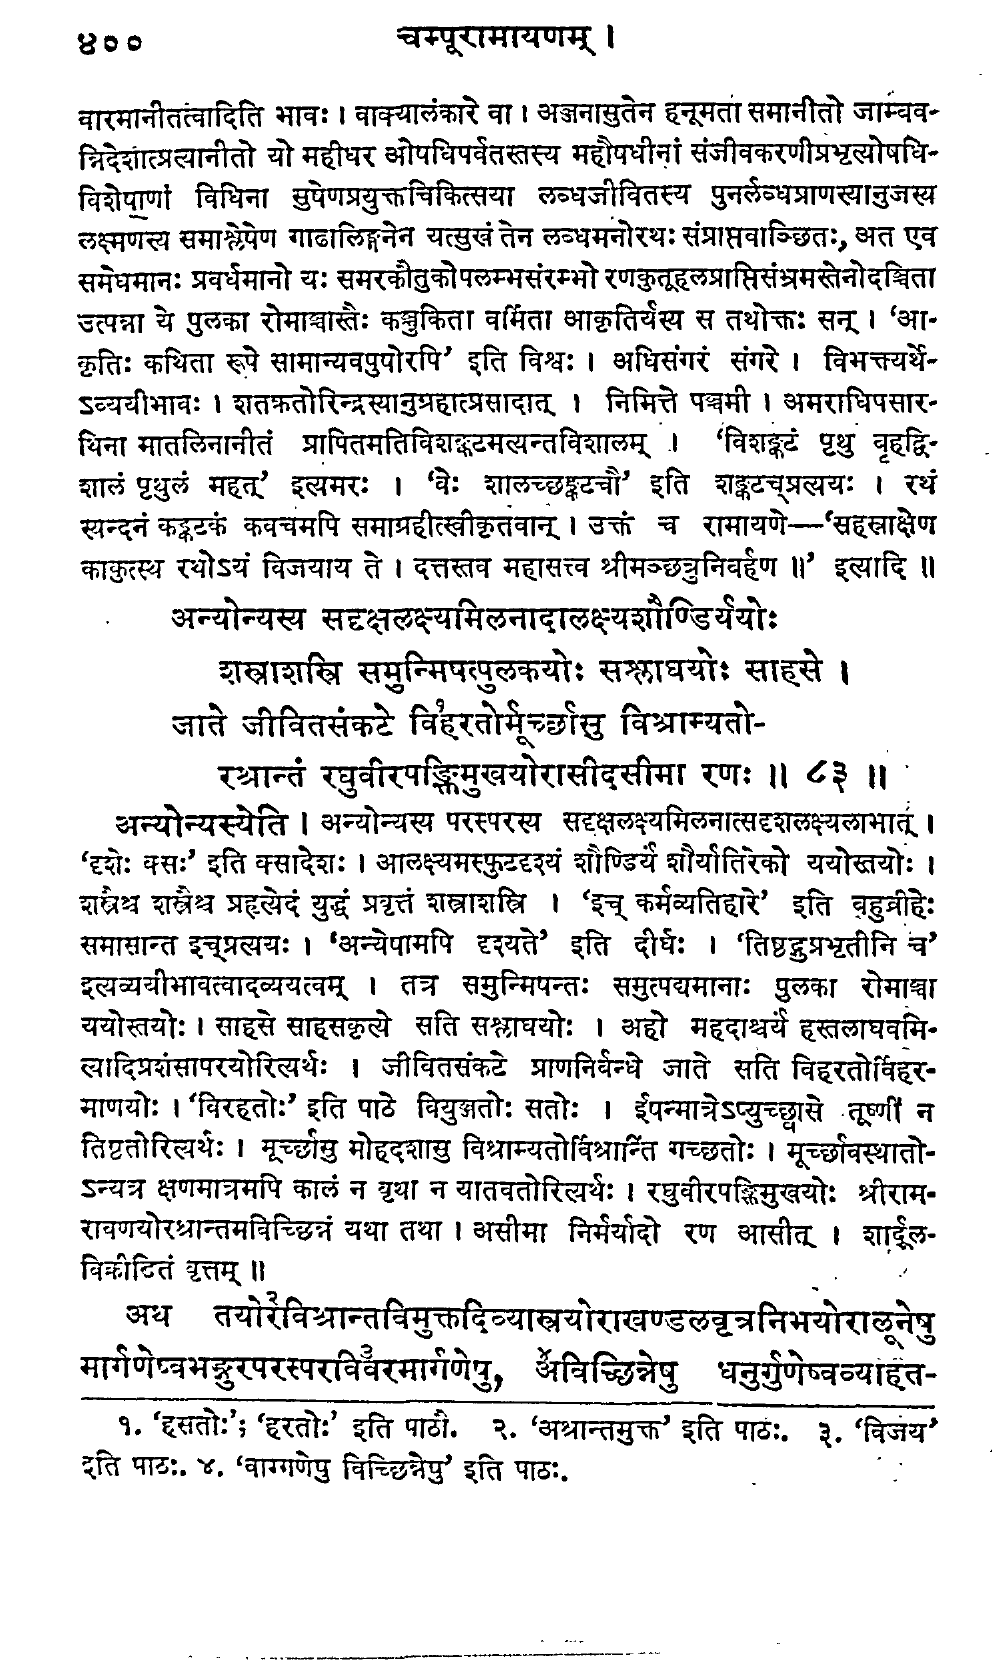 ४००
चम्पूरामायणम् ।
वारमानीतत्वादिति भावः । वाक्यालंकारे वा । अञ्जनासुतेन हनूमता समानीतो जाम्बव-
न्निदेशात्प्रत्यानीतो यो महीधर ओषधिपर्वतस्तस्य महौषधीनां संजीवकरणीप्रभृत्योषधि-
विशेषाणां विधिना सुषेणप्रयुक्तचिकित्सया लब्धजीवितस्य पुनर्लब्धप्राणस्यानुजस्य
लक्ष्मणस्य समाश्लेषेण गाढालिङ्गनेन यत्सुखं तेन लब्धमनोरथः संप्राप्तवाञ्छितः, अत एव
समेधमानः प्रवर्धमानो यः समरकौतुकोपलम्भसंरम्भो रणकुतूहलप्राप्तिसंभ्रमस्तेनोदञ्चिता
उत्पन्ना ये पुलका रोमाञ्चास्तैः कञ्चुकिता वर्मिता आकृतिर्यस्य स तथोक्तः सन् । ‘आ-
कृतिः कथिता रूपे सामान्यवपुषोरपि’ इति विश्वः । अधिसंगरं संगरे । विभक्त्यर्थे-
ऽव्ययीभावः । शतक्रतोरिन्द्रस्यानुग्रहात्प्रसादात् । निमित्ते पञ्चमी । अमराधिपसार-
थिना मातलिनानीतं प्रापितमतिविशङ्कटमत्यन्तविशालम् । ‘विशङ्कटं पृथु बृहद्वि-
शालं पृथुलं महत्’ इत्यमरः । ‘वेः शालच्छङ्कटचौ’ इति शङ्कटच्प्रत्ययः । रथं
स्यन्दनं कङ्कटकं कवचमपि समाग्रहीत्स्वीकृतवान् । उक्तं च रामायणे—‘सहस्राक्षेण
काकुत्स्थ रथोऽयं विजयाय ते । दत्तस्तव महासत्त्व श्रीमञ्छत्रुनिबर्हण ॥’ इत्यादि ॥
अन्योन्यस्य सदृक्षलक्ष्यमिलनादालक्ष्यशौण्डिर्ययोः
शस्त्राशस्त्रि समुन्मिषत्पुलकयोः सश्लाघयोः साहसे ।
जाते जीवितसंकटे वि१हरतोर्मूर्च्छासु विश्राम्यतो-
रश्रान्तं रघुवीरपङ्क्तिमुखयोरासीदसीमा रणः ॥ ८३ ॥
अन्योन्यस्येति । अन्योन्यस्य परस्परस्य सदृक्षलक्ष्यमिलनात्सदृशलक्ष्यलाभात् ।
‘दृशेः क्सः’ इति क्सादेशः । आलक्ष्यमस्फुटदृश्यं शौण्डिर्यं शौर्यातिरेको ययोस्तयोः ।
शस्त्रैश्च शस्त्रैश्च प्रहृत्येदं युद्धं प्रवृत्तं शस्त्राशस्त्रि । ‘इच् कर्मव्यतिहारे’ इति बहुव्रीहेः
समासान्त इच्प्रत्ययः । ‘अन्येषामपि दृश्यते’ इति दीर्घः । ‘तिष्ठद्गुप्रभृतीनि च’
इत्यव्ययीभावत्वादव्ययत्वम् । तत्र समुन्मिषन्तः समुत्पद्यमानाः पुलका रोमाञ्चा
ययोस्तयोः । साहसे साहसकृत्ये सति सश्लाघयोः । अहो महदाश्चर्यं हस्तलाघवमि-
त्यादिप्रशंसापरयोरित्यर्थः । जीवितसंकटे प्राणनिर्बन्धे जाते सति विहरतोर्विहर-
माणयोः । ‘विरहतोः’ इति पाठे वियुञ्जतोः सतोः । ईषन्मात्रेऽप्युच्छ्वासे तूष्णीं न
तिष्टतोरित्यर्थः । मूर्च्छासु मोहदशासु विश्राम्यतोर्विश्रान्तिं गच्छतोः । मूर्च्छावस्थातो-
ऽन्यत्र क्षणमात्रमपि कालं न वृथा न यातवतोरित्यर्थः । रघुवीरपङ्क्तिमुखयोः श्रीराम-
रावणयोरश्रान्तमविच्छिन्नं यथा तथा । असीमा निर्मर्यादो रण आसीत् । शार्दूल-
विक्रीडितं वृत्तम् ॥
अथ तयोर२विश्रान्तविमुक्तदिव्यास्त्रयोराखण्डलवृत्रनिभयोरालूनेषु
मार्गणेष्वभङ्गुरपरस्परविव३रमार्गणेषु, अ४विच्छिन्नेषु धनुर्गुणेष्वव्याहत-
१. ‘हसतोः’; ‘हरतोः’ इति पाठौ. २. ‘अश्रान्तमुक्त’ इति पाठः. ३. ‘विजय’
इति पाठः. ४. ‘वाग्गणेषु विच्छिन्नेषु’ इति पाठः.